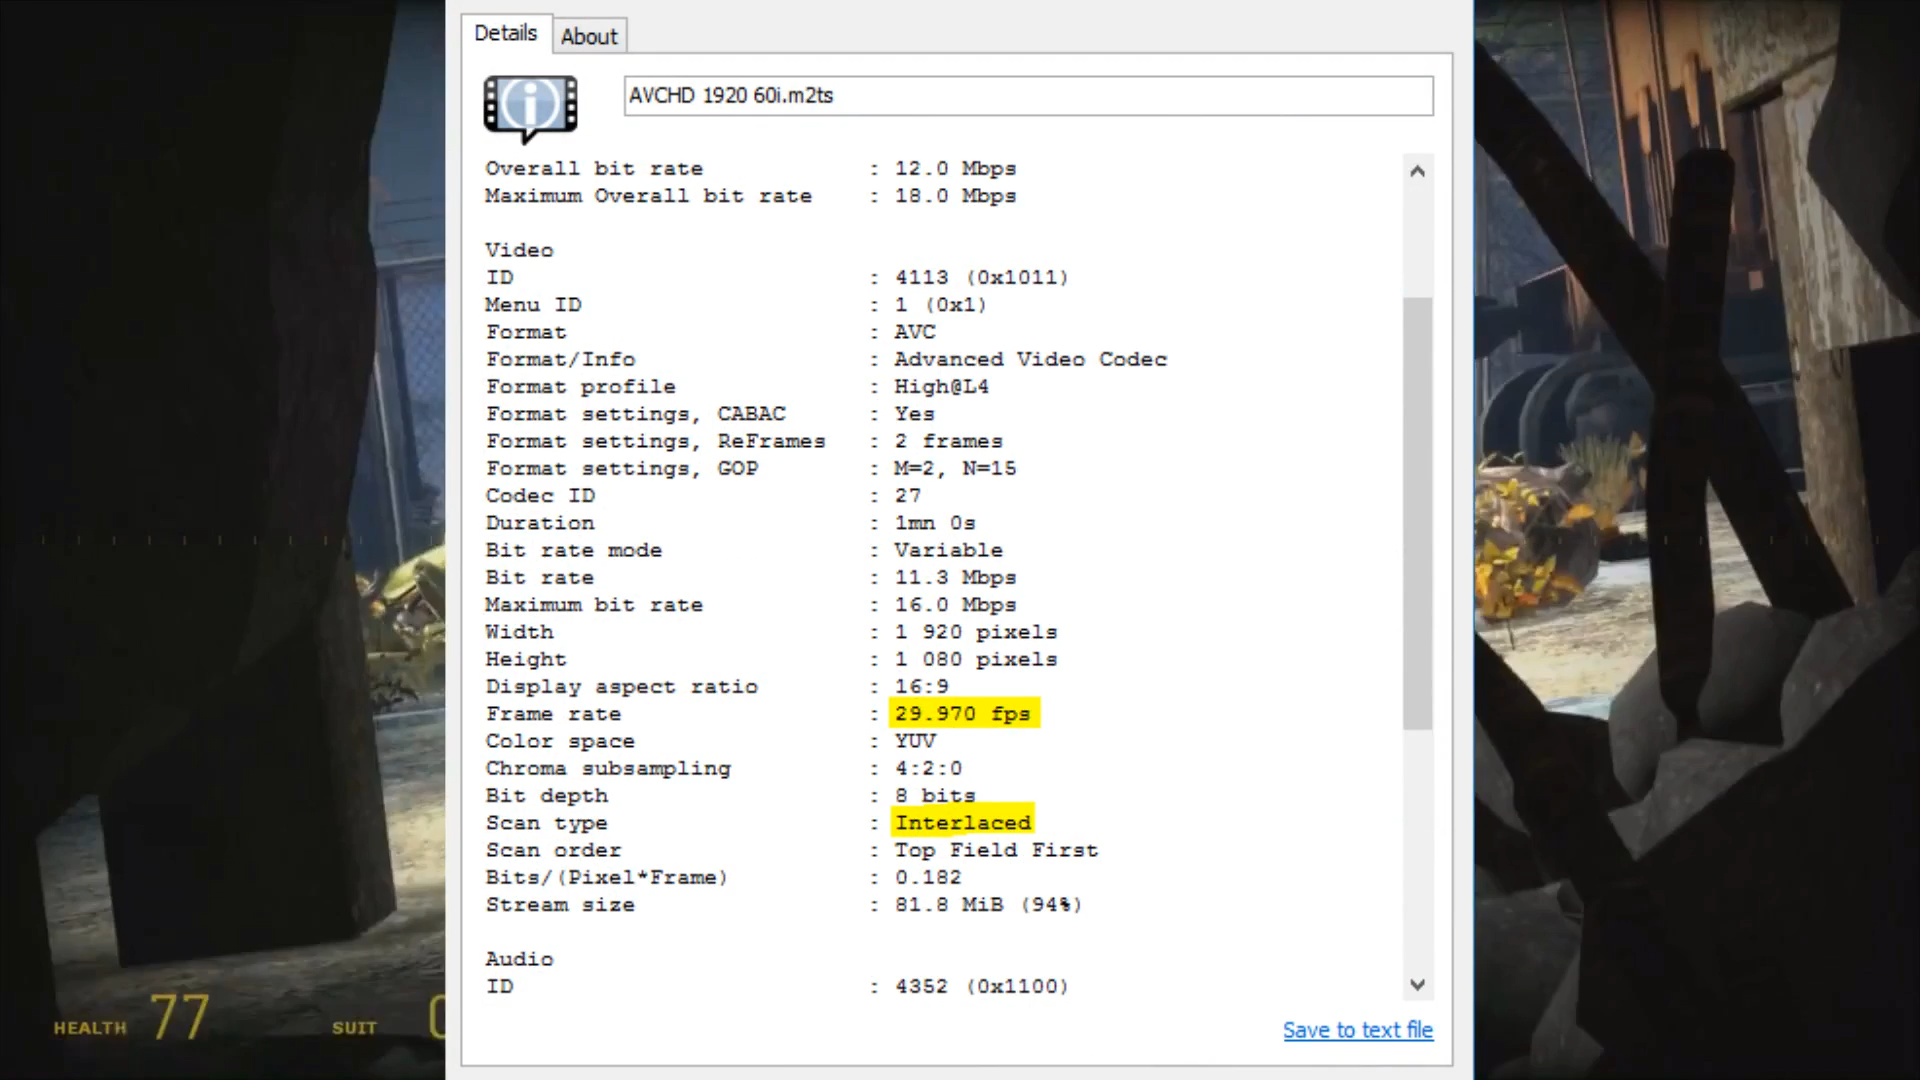 Details
About
AVCHD 1920 60i.m2ts
Overall bit rate : 12.0 Mbps
Maximum Overall bit rate : 18.0 Mbps
Video
ID : 4113 (0x1011)
Menu ID : 1 (0x1)
Format : AVC
Format/Info : Advanced Video Codec
Format profile : High@L4
Format settings, CABAC : Yes
Format settings, ReFrames : 2 frames
Format settings, GOP : M=2, N=15
Codec ID : 27
Duration : 1mn 0s
Bit rate mode : Variable
Bit rate : 11.3 Mbps
Maximum bit rate : 16.0 Mbps
Width : 1 920 pixels
Height : 1 080 pixels
Display aspect ratio : 16:9
Frame rate : 29.970 fps
Color space : YUV
Chroma subsampling : 4:2:0
Bit depth : 8 bits
Scan type : Interlaced
Scan order : Top Field First
Bits/(Pixel*Frame) : 0.182
Stream size : 81.8 MiB (94%)
Audio
ID : 4352 (0x1100)
Save to text file
HEALTH 77
SUIT